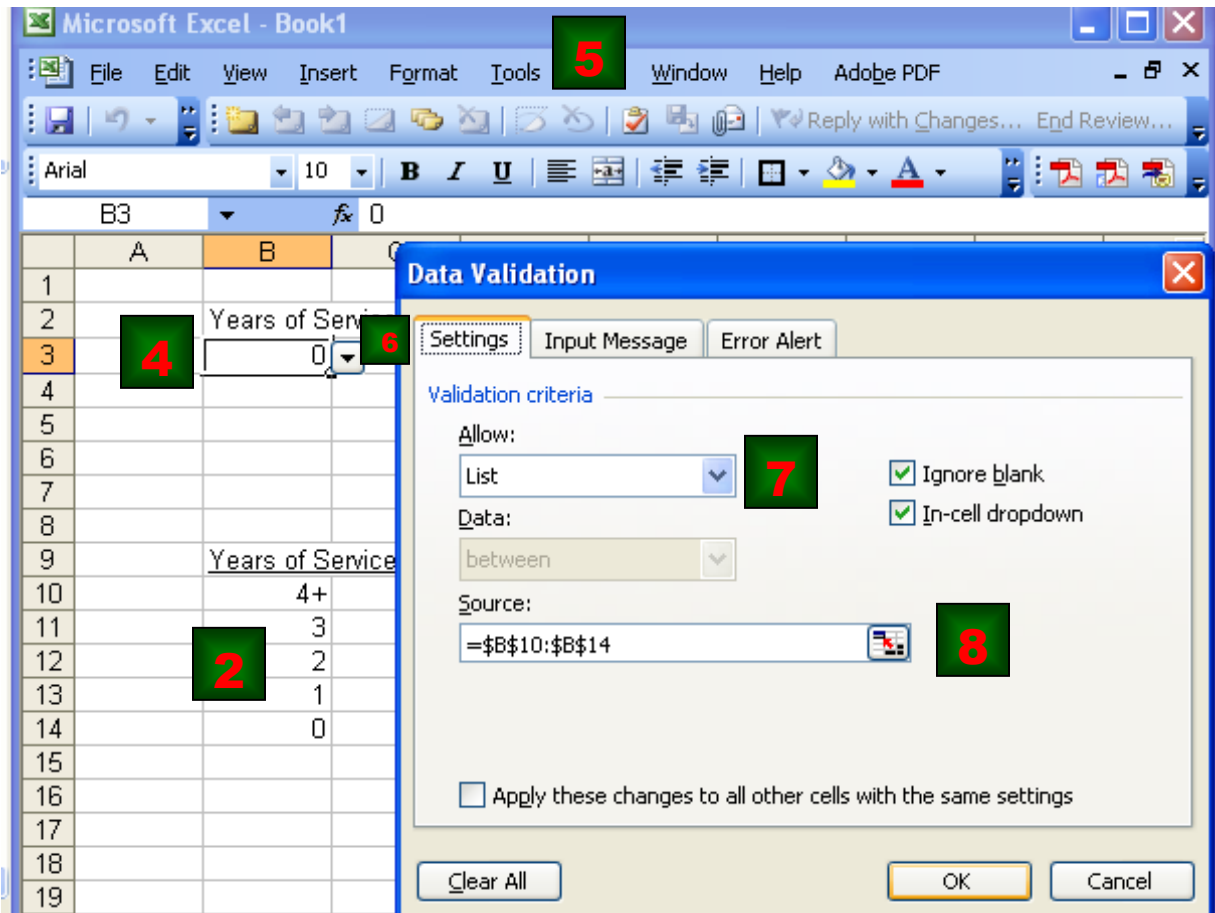 Microsoft Excel - Book1
File Edit View Insert Format Tools 5 Window Help Adobe PDF
Reply with Changes... End Review...
Arial 10 B I U A
B3 fx 0
A B C
Data Validation
1
2 Years of Service
4
6
Settings Input Message Error Alert
3 0
Validation criteria
4
5
Allow:
6
List
7
Ignore blank
7
In-cell dropdown
8
Data:
9 Years of Service
between
10 4+
Source:
11 3
=$B$10:$B$14
8
2
12 2
13 1
14 0
15
16
Apply these changes to all other cells with the same settings
17
18
Clear All OK Cancel
19